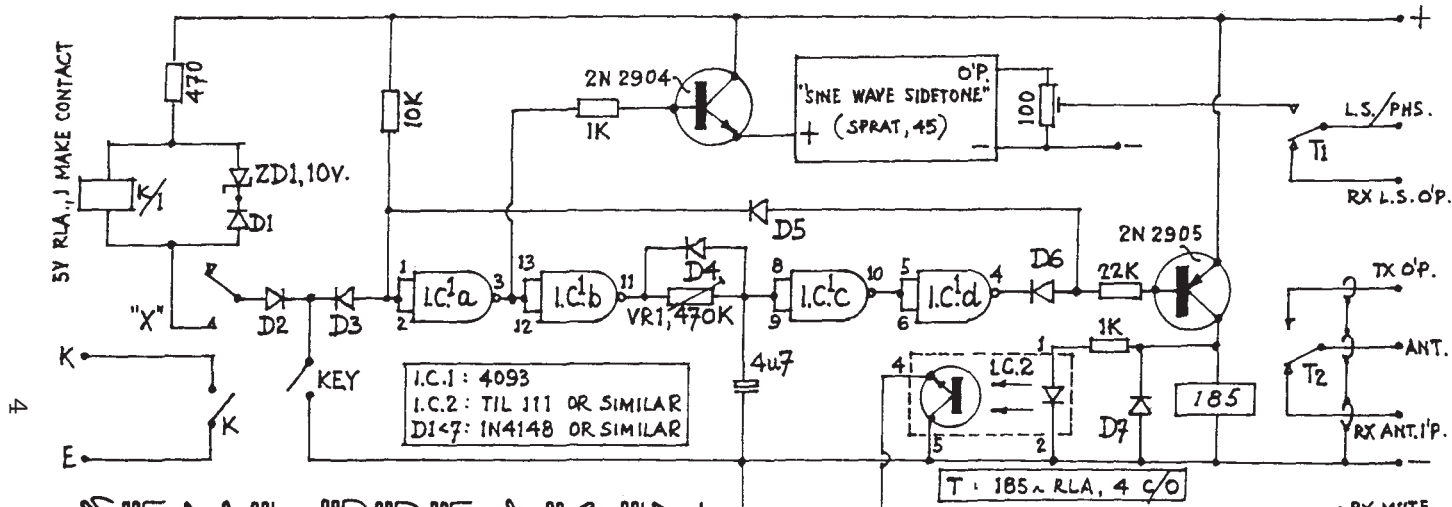 5V RLA., 1 MAKE CONTACT
470
K/1
ZD1, 10V.
D1
"X"
K
E
K
D2
D3
KEY
10K
2N 2904
1K
"SINE WAVE SIDETONE"
(SPRAT, 45)
O'P.
+
−
100
−
+
L.S./PHS.
T1
RX L.S. O'P.
D5
2N 2905
1
2
I.C.1a
3
13
12
I.C.1b
11
D4
VR1, 470K
8
9
I.C.1c
10
5
6
I.C.1d
4
D6
22K
TX O'P.
ANT.
T2
RX ANT. I'P.
4u7
4
5
I.C.2
1
2
1K
D7
185
I.C.1 : 4093
I.C.2 : TIL 111 OR SIMILAR
D1<7 : 1N4148 OR SIMILAR
T : 185~ RLA, 4 C/O
−
4
RX MUTE